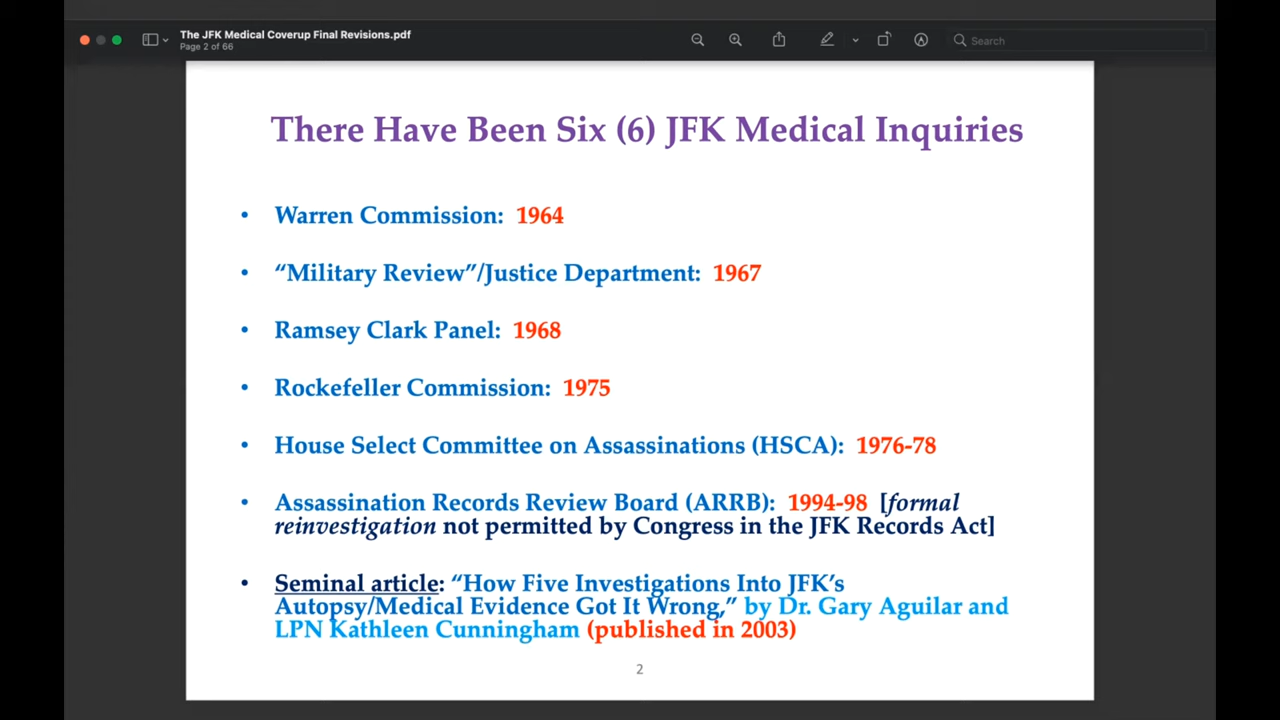 The JFK Medical Coverup Final Revisions.pdf
Page 2 of 66
Search
There Have Been Six (6) JFK Medical Inquiries
• Warren Commission: 1964
• “Military Review”/Justice Department: 1967
• Ramsey Clark Panel: 1968
• Rockefeller Commission: 1975
• House Select Committee on Assassinations (HSCA): 1976-78
• Assassination Records Review Board (ARRB): 1994-98 [formal
reinvestigation not permitted by Congress in the JFK Records Act]
• Seminal article: “How Five Investigations Into JFK’s
Autopsy/Medical Evidence Got It Wrong,” by Dr. Gary Aguilar and
LPN Kathleen Cunningham (published in 2003)
2